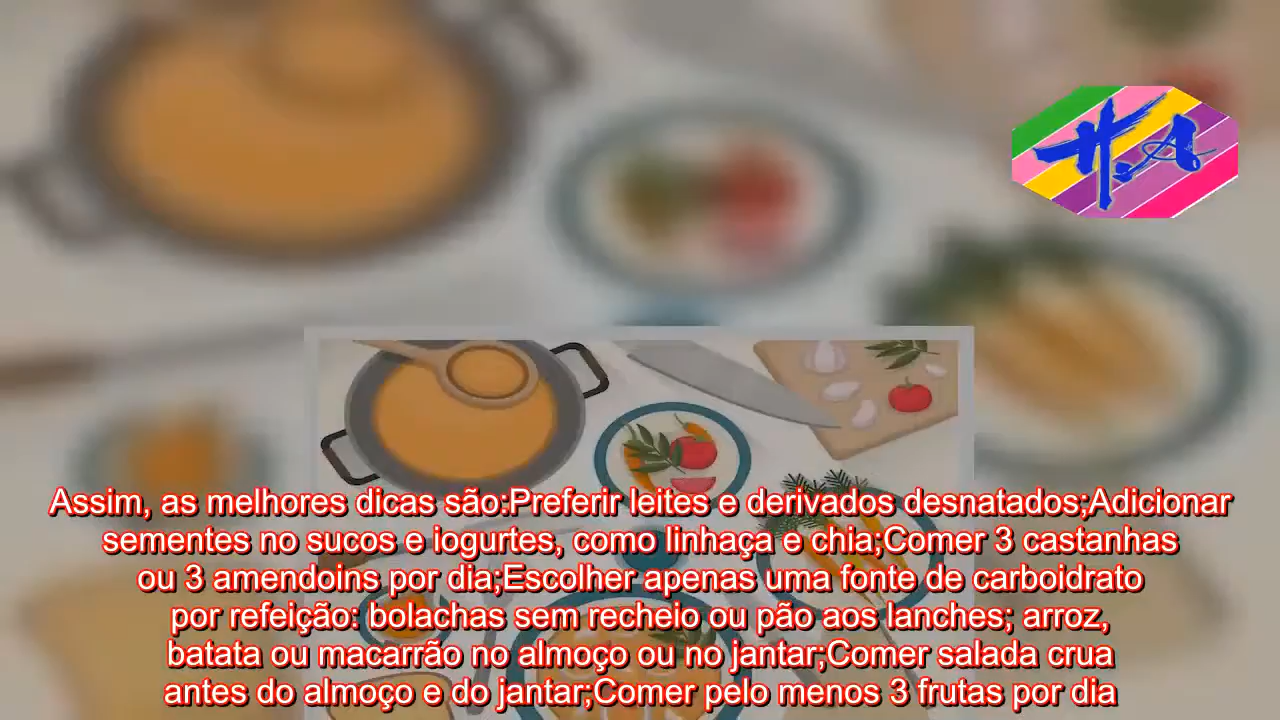 H.A
Assim, as melhores dicas são:Preferir leites e derivados desnatados;Adicionar
sementes no sucos e iogurtes, como linhaça e chia;Comer 3 castanhas
ou 3 amendoins por dia;Escolher apenas uma fonte de carboidrato
por refeição: bolachas sem recheio ou pão aos lanches; arroz,
batata ou macarrão no almoço ou no jantar;Comer salada crua
antes do almoço e do jantar;Comer pelo menos 3 frutas por dia